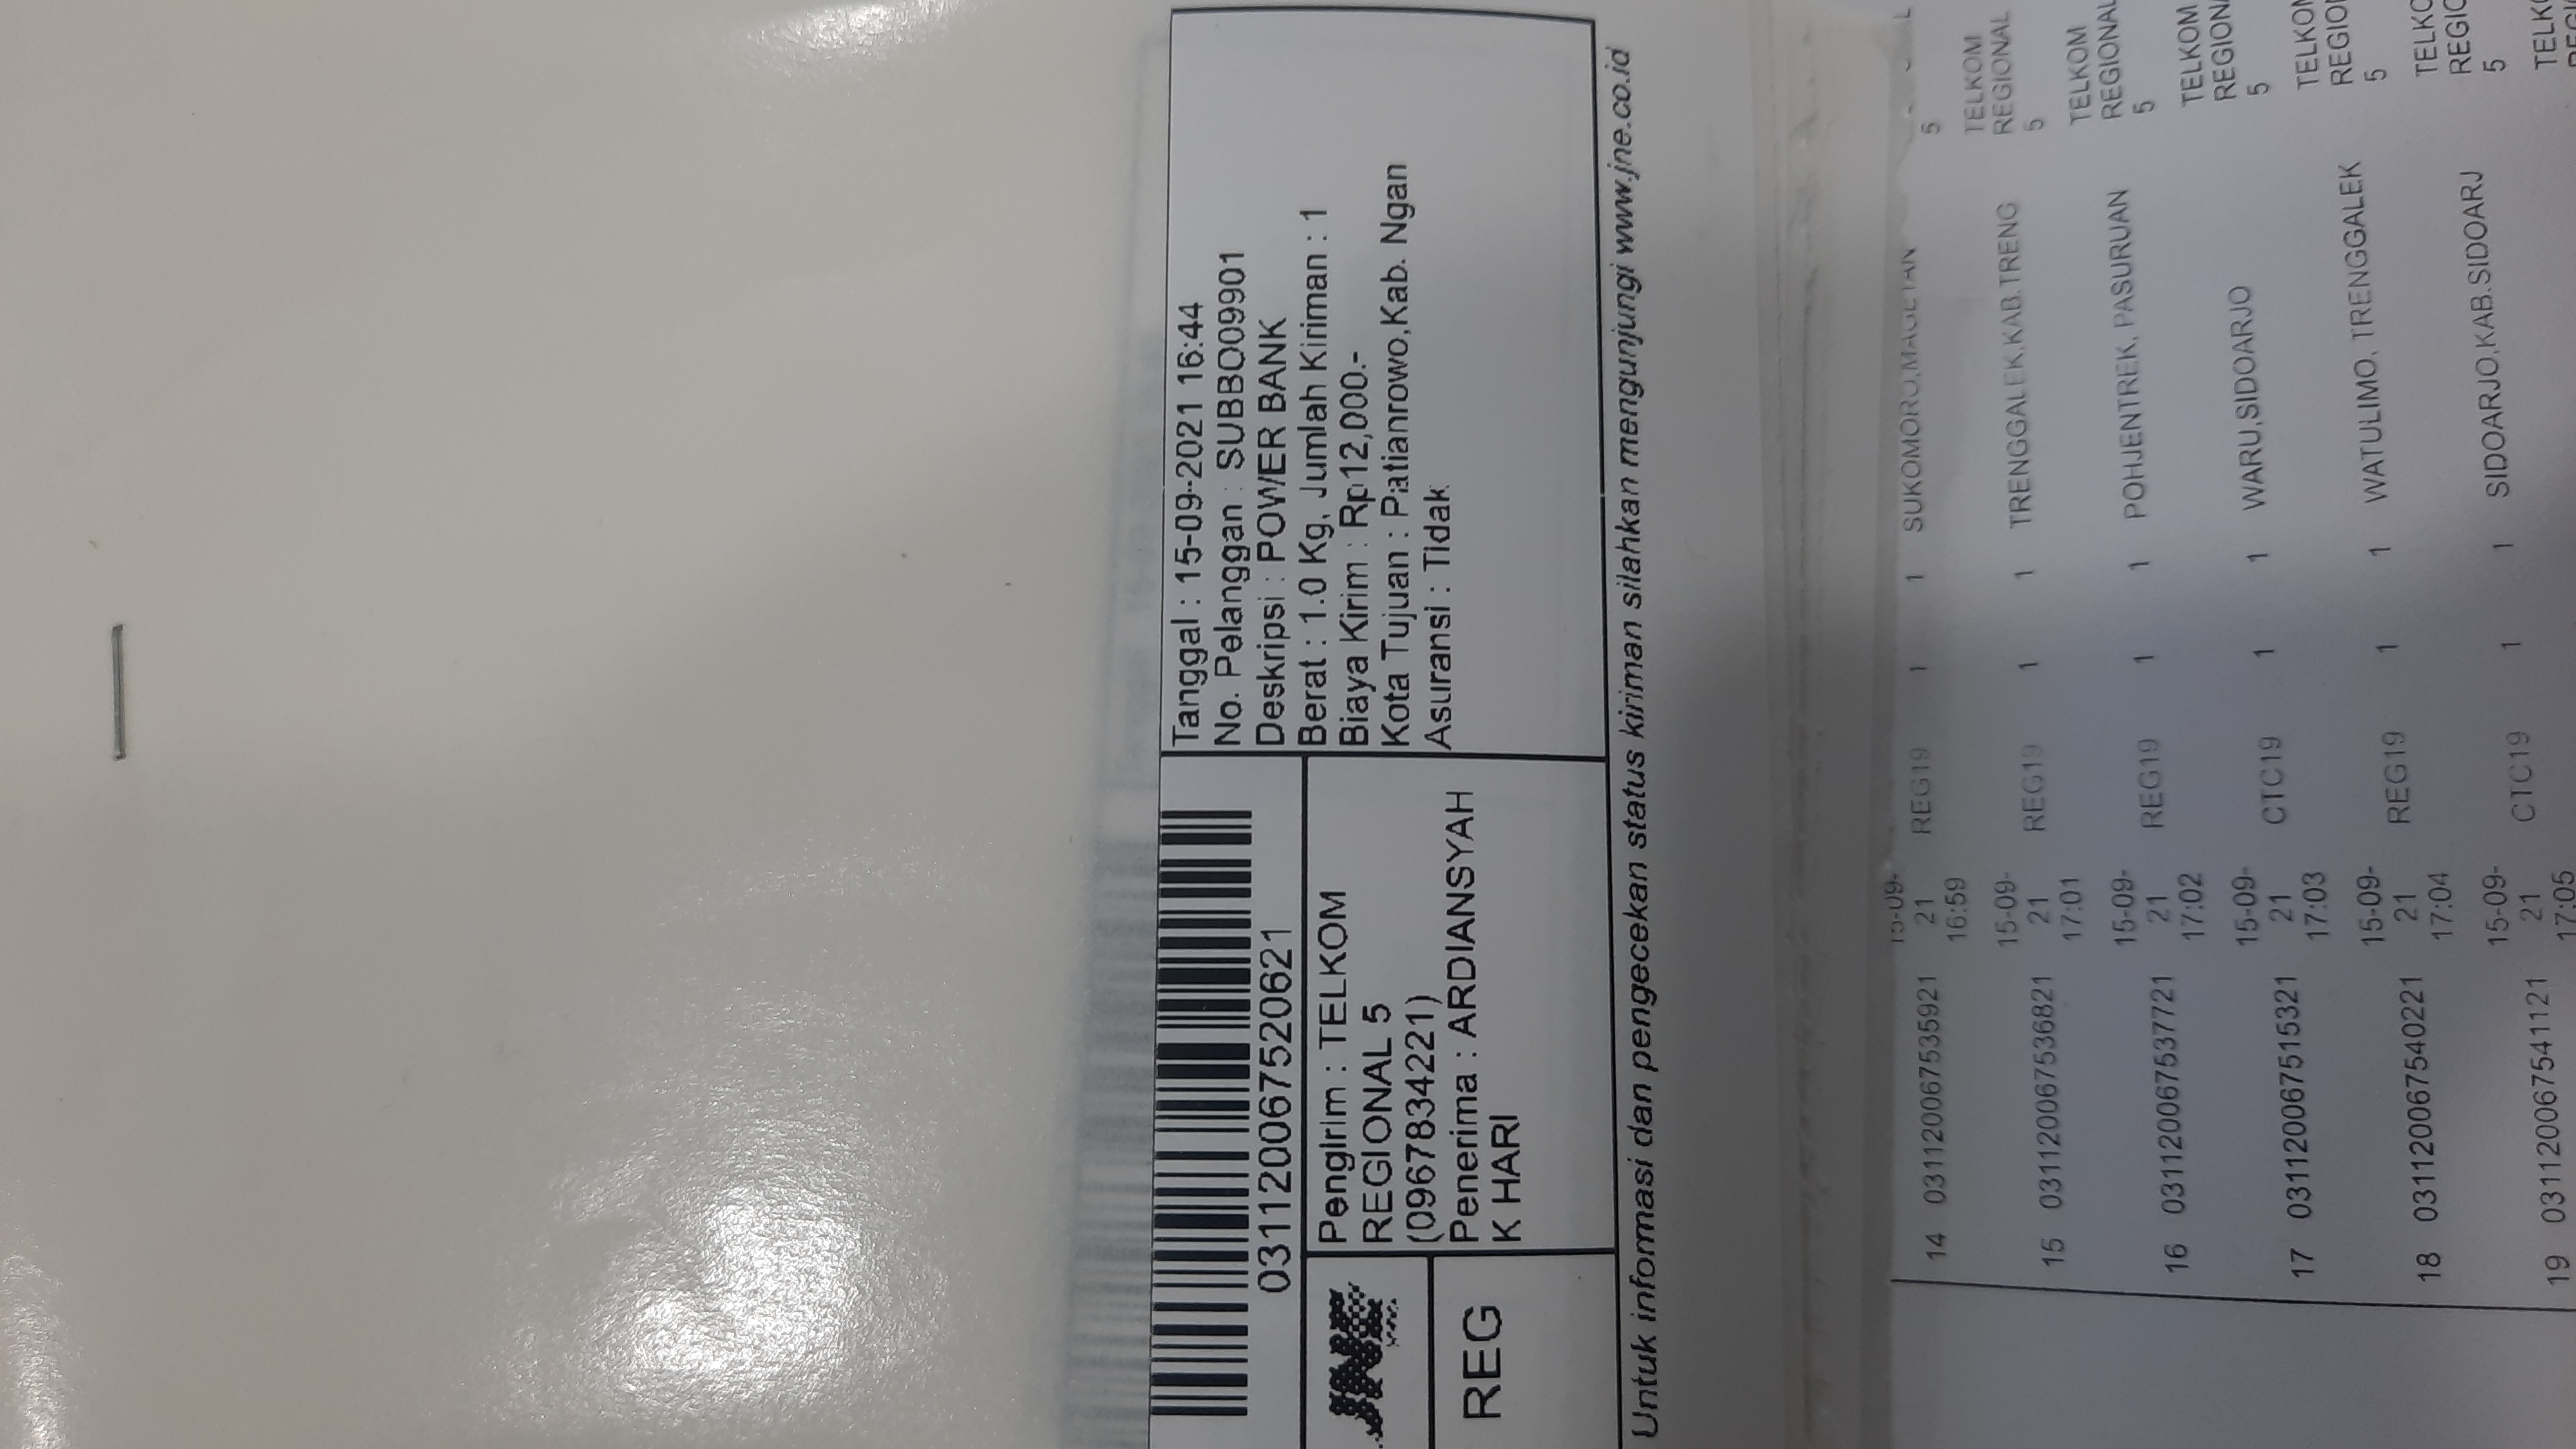 031120067520621
JNE
REG
Pengirim : TELKOM
REGIONAL 5
(0967834221)
Penerima : ARDIANSYAH
K HARI
Tanggal : 15-09-2021 16:44
No. Pelanggan : SUBBO09901
Deskripsi : POWER BANK
Berat : 1.0 Kg, Jumlah Kiriman : 1
Biaya Kirim : Rp12,000.-
Kota Tujuan : Patianrowo,Kab. Ngan
Asuransi : Tidak
Untuk informasi dan pengecekan status kiriman silahkan mengunjungi www.jne.co.id
15-09-
14 031120067535921 21 REG19 1 1 SUKOMORO,MAGETAN 5
16:59
TELKOM
15-09- REGIONAL
15 031120067536821 21 REG19 1 1 TRENGGALEK,KAB.TRENG 5
17:01
TELKOM
15-09- REGIONAL
16 031120067537721 21 REG19 1 1 POHJENTREK, PASURUAN 5
17:02
TELKOM
15-09- REGIONA
17 031120067515321 21 CTC19 1 1 WARU,SIDOARJO 5
17:03
TELKOM
15-09- REGIO
18 031120067540221 21 REG19 1 1 WATULIMO, TRENGGALEK 5
17:04
TELKO
15-09- REGIO
19 031120067541121 21 CTC19 1 1 SIDOARJO,KAB.SIDOARJ 5
17:05
TELK